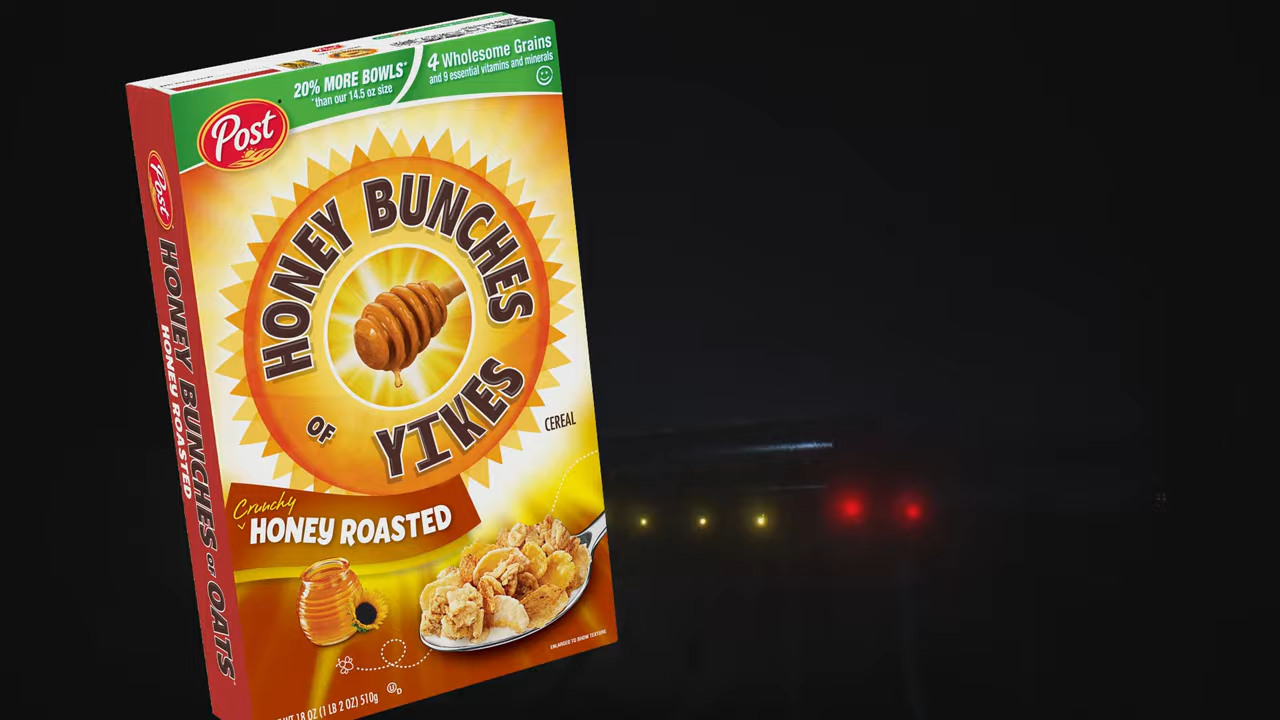 20% MORE BOWLS*
*than our 14.5 oz size
4 Wholesome Grains
and 9 essential vitamins and minerals
Post
HONEY BUNCHES
OF
YIKES
CEREAL
Crunchy
HONEY ROASTED
ENLARGED TO SHOW TEXTURE
WT 18 OZ (1 LB 2 OZ) 510g
U D
Post
HONEY BUNCHES OF OATS
HONEY ROASTED